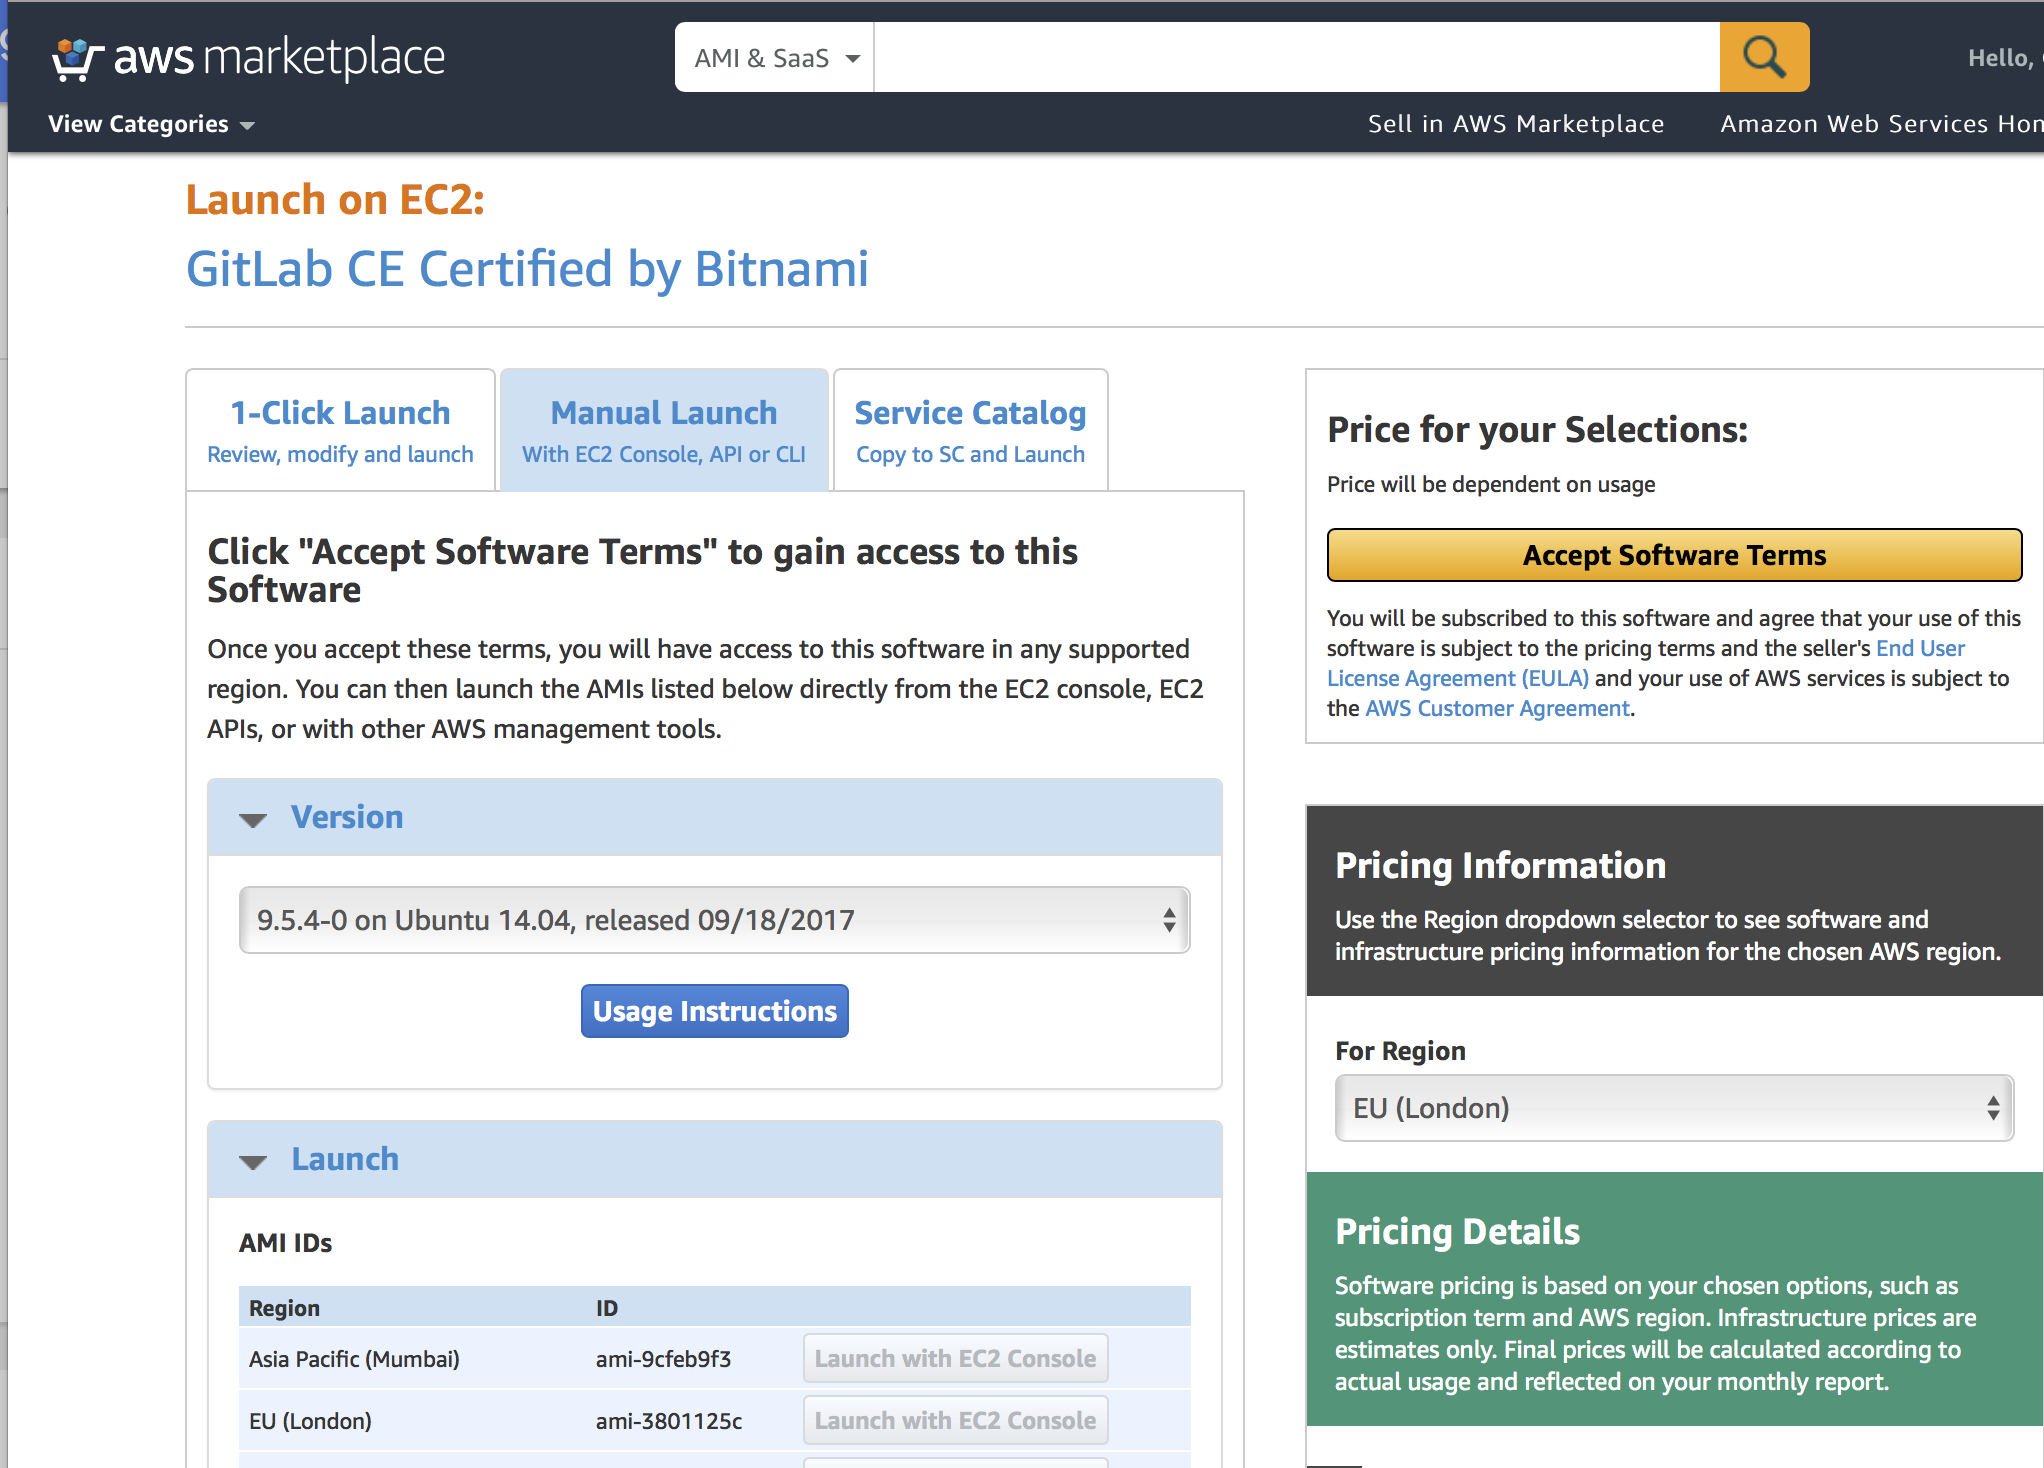 aws marketplace
AMI & SaaS
Hello,
View Categories
Sell in AWS Marketplace
Amazon Web Services
Launch on EC2:
GitLab CE Certified by Bitnami
1-Click Launch
Review, modify and launch
Manual Launch
With EC2 Console, API or CLI
Service Catalog
Copy to SC and Launch
Click "Accept Software Terms" to gain access to this
Software
Once you accept these terms, you will have access to this software in any supported
region. You can then launch the AMIs listed below directly from the EC2 console, EC2
APIs, or with other AWS management tools.
Version
9.5.4-0 on Ubuntu 14.04, released 09/18/2017
Usage Instructions
Launch
AMI IDs
Region ID
Asia Pacific (Mumbai) ami-9cfeb9f3 Launch with EC2 Console
EU (London) ami-3801125c Launch with EC2 Console
Price for your Selections:
Price will be dependent on usage
Accept Software Terms
You will be subscribed to this software and agree that your use of this
software is subject to the pricing terms and the seller's End User
License Agreement (EULA) and your use of AWS services is subject to
the AWS Customer Agreement.
Pricing Information
Use the Region dropdown selector to see software and
infrastructure pricing information for the chosen AWS region.
For Region
EU (London)
Pricing Details
Software pricing is based on your chosen options, such as
subscription term and AWS region. Infrastructure prices are
estimates only. Final prices will be calculated according to
actual usage and reflected on your monthly report.